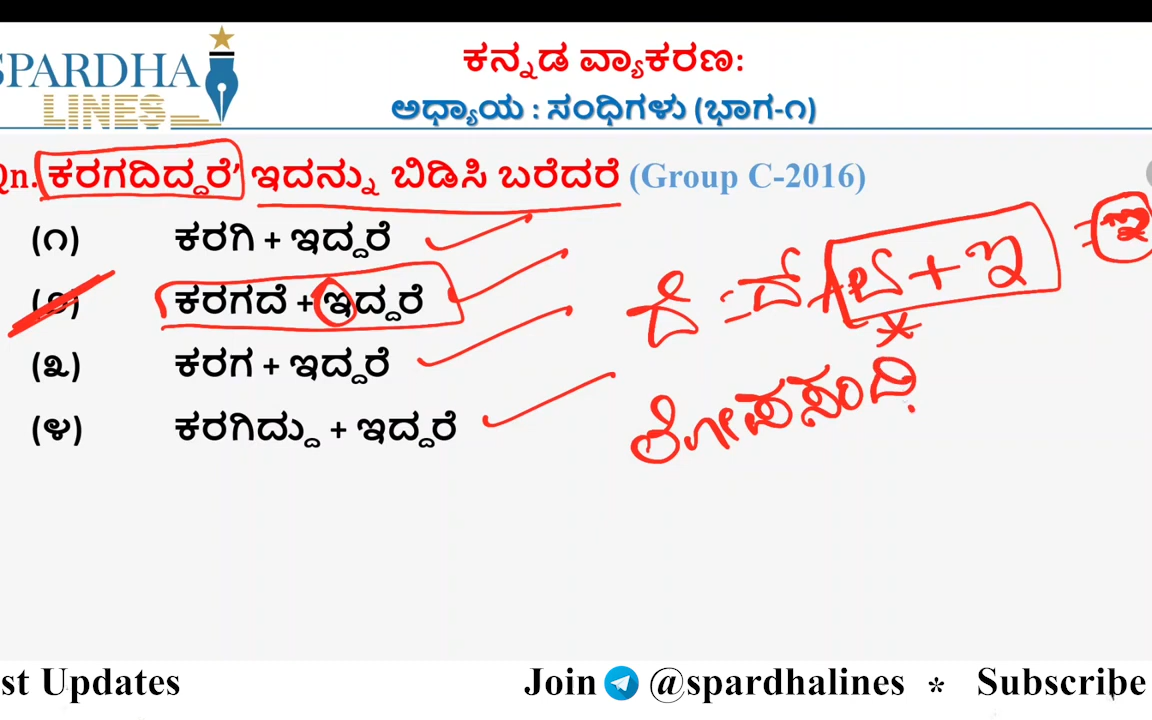 SPARDHA
LINES
ಕನ್ನಡ ವ್ಯಾಕರಣ:
ಅಧ್ಯಾಯ : ಸಂಧಿಗಳು (ಭಾಗ-೧)
Qn. ಕರಗದಿದ್ದರೆ' ಇದನ್ನು ಬಿಡಿಸಿ ಬರೆದರೆ (Group C-2016)
(೧) ಕರಗಿ + ಇದ್ದರೆ
(೨) ಕರಗದೆ + ಇದ್ದರೆ
(೩) ಕರಗ + ಇದ್ದರೆ
(೪) ಕರಗಿದ್ದು + ಇದ್ದರೆ
ದೆ = ದ್ + ಎ + ಇ = ಇ
ಲೋಪಸಂಧಿ
st Updates
Join @spardhalines * Subscribe